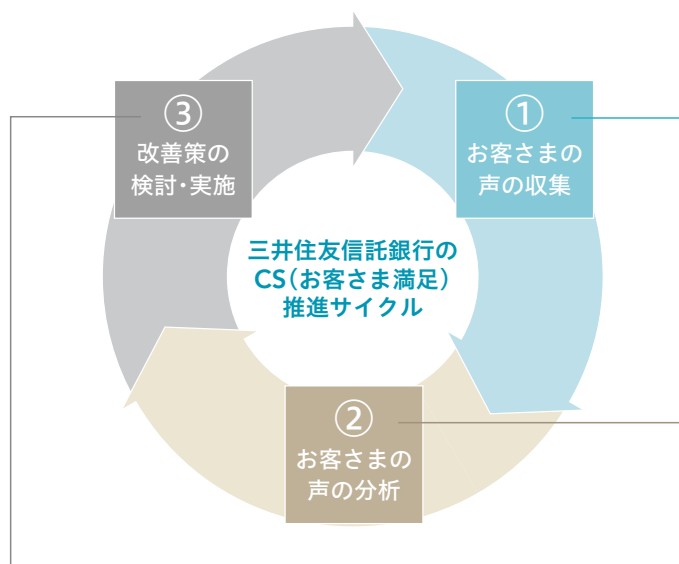 三井住友信託銀行の
CS(お客さま満足)
推進サイクル
①
お客さまの
声の収集
②
お客さまの
声の分析
③
改善策の
検討・実施